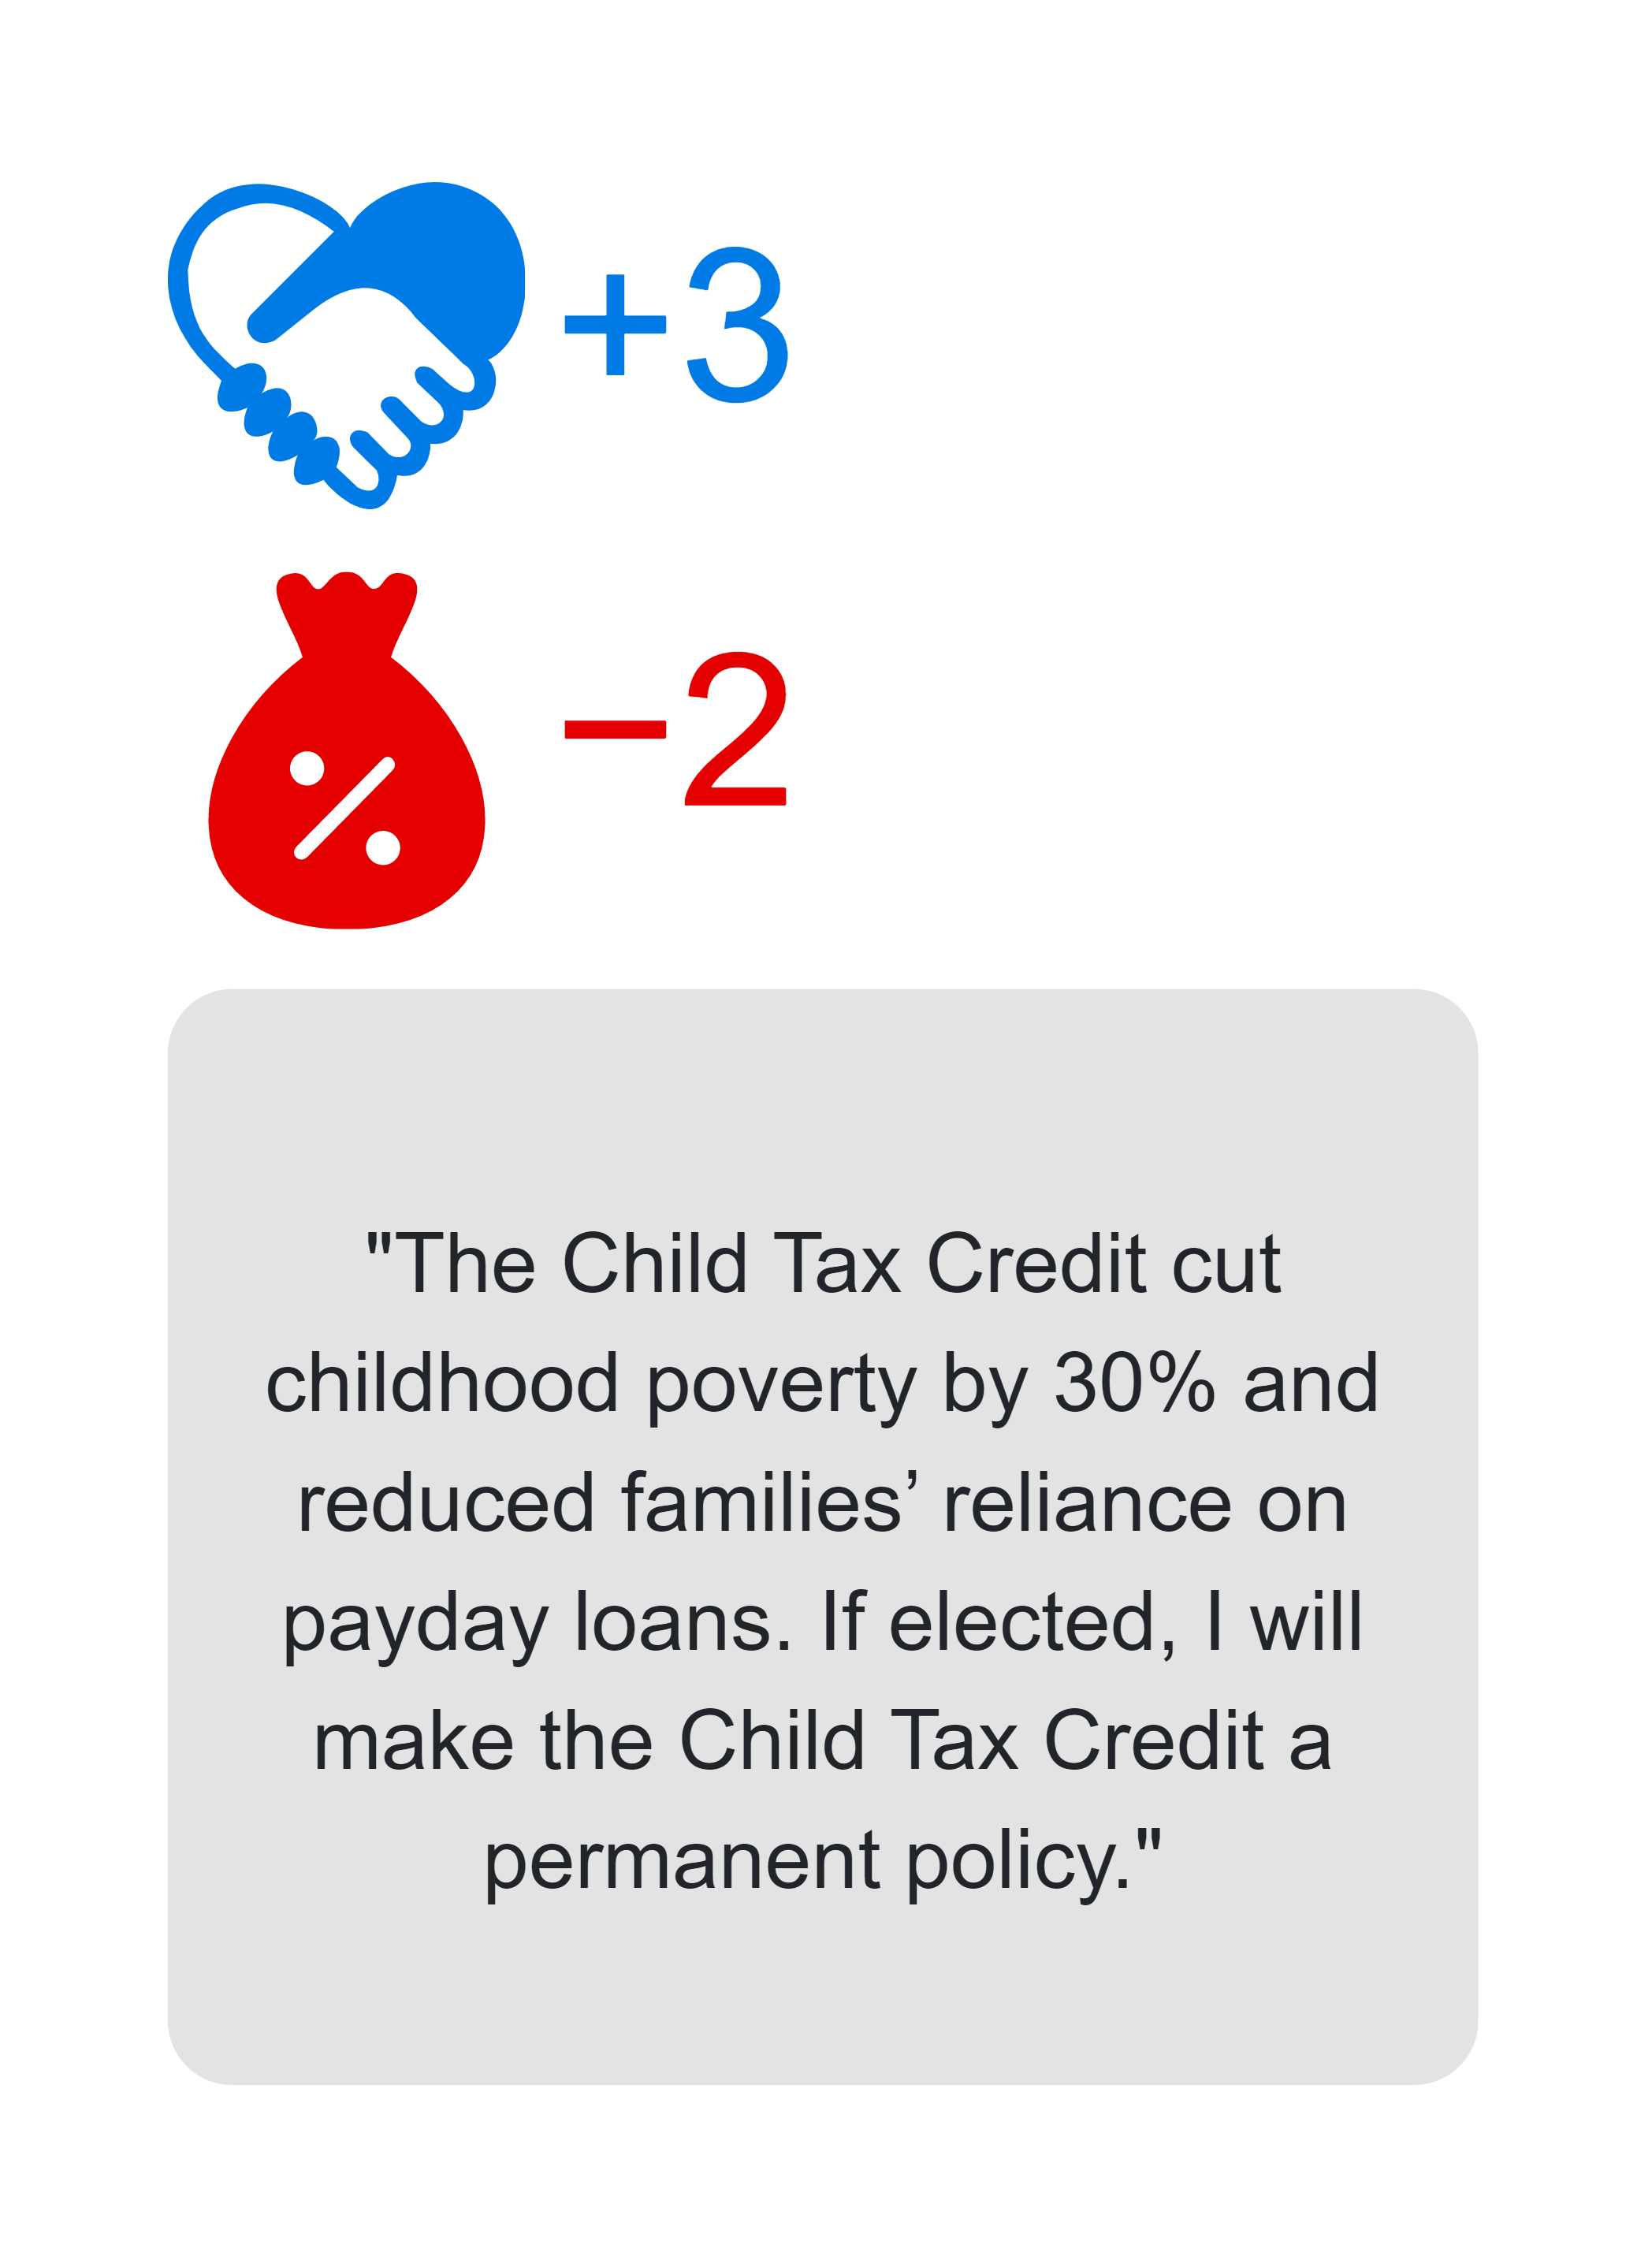 +3
−2
"The Child Tax Credit cut
childhood poverty by 30% and
reduced families’ reliance on
payday loans. If elected, I will
make the Child Tax Credit a
permanent policy."